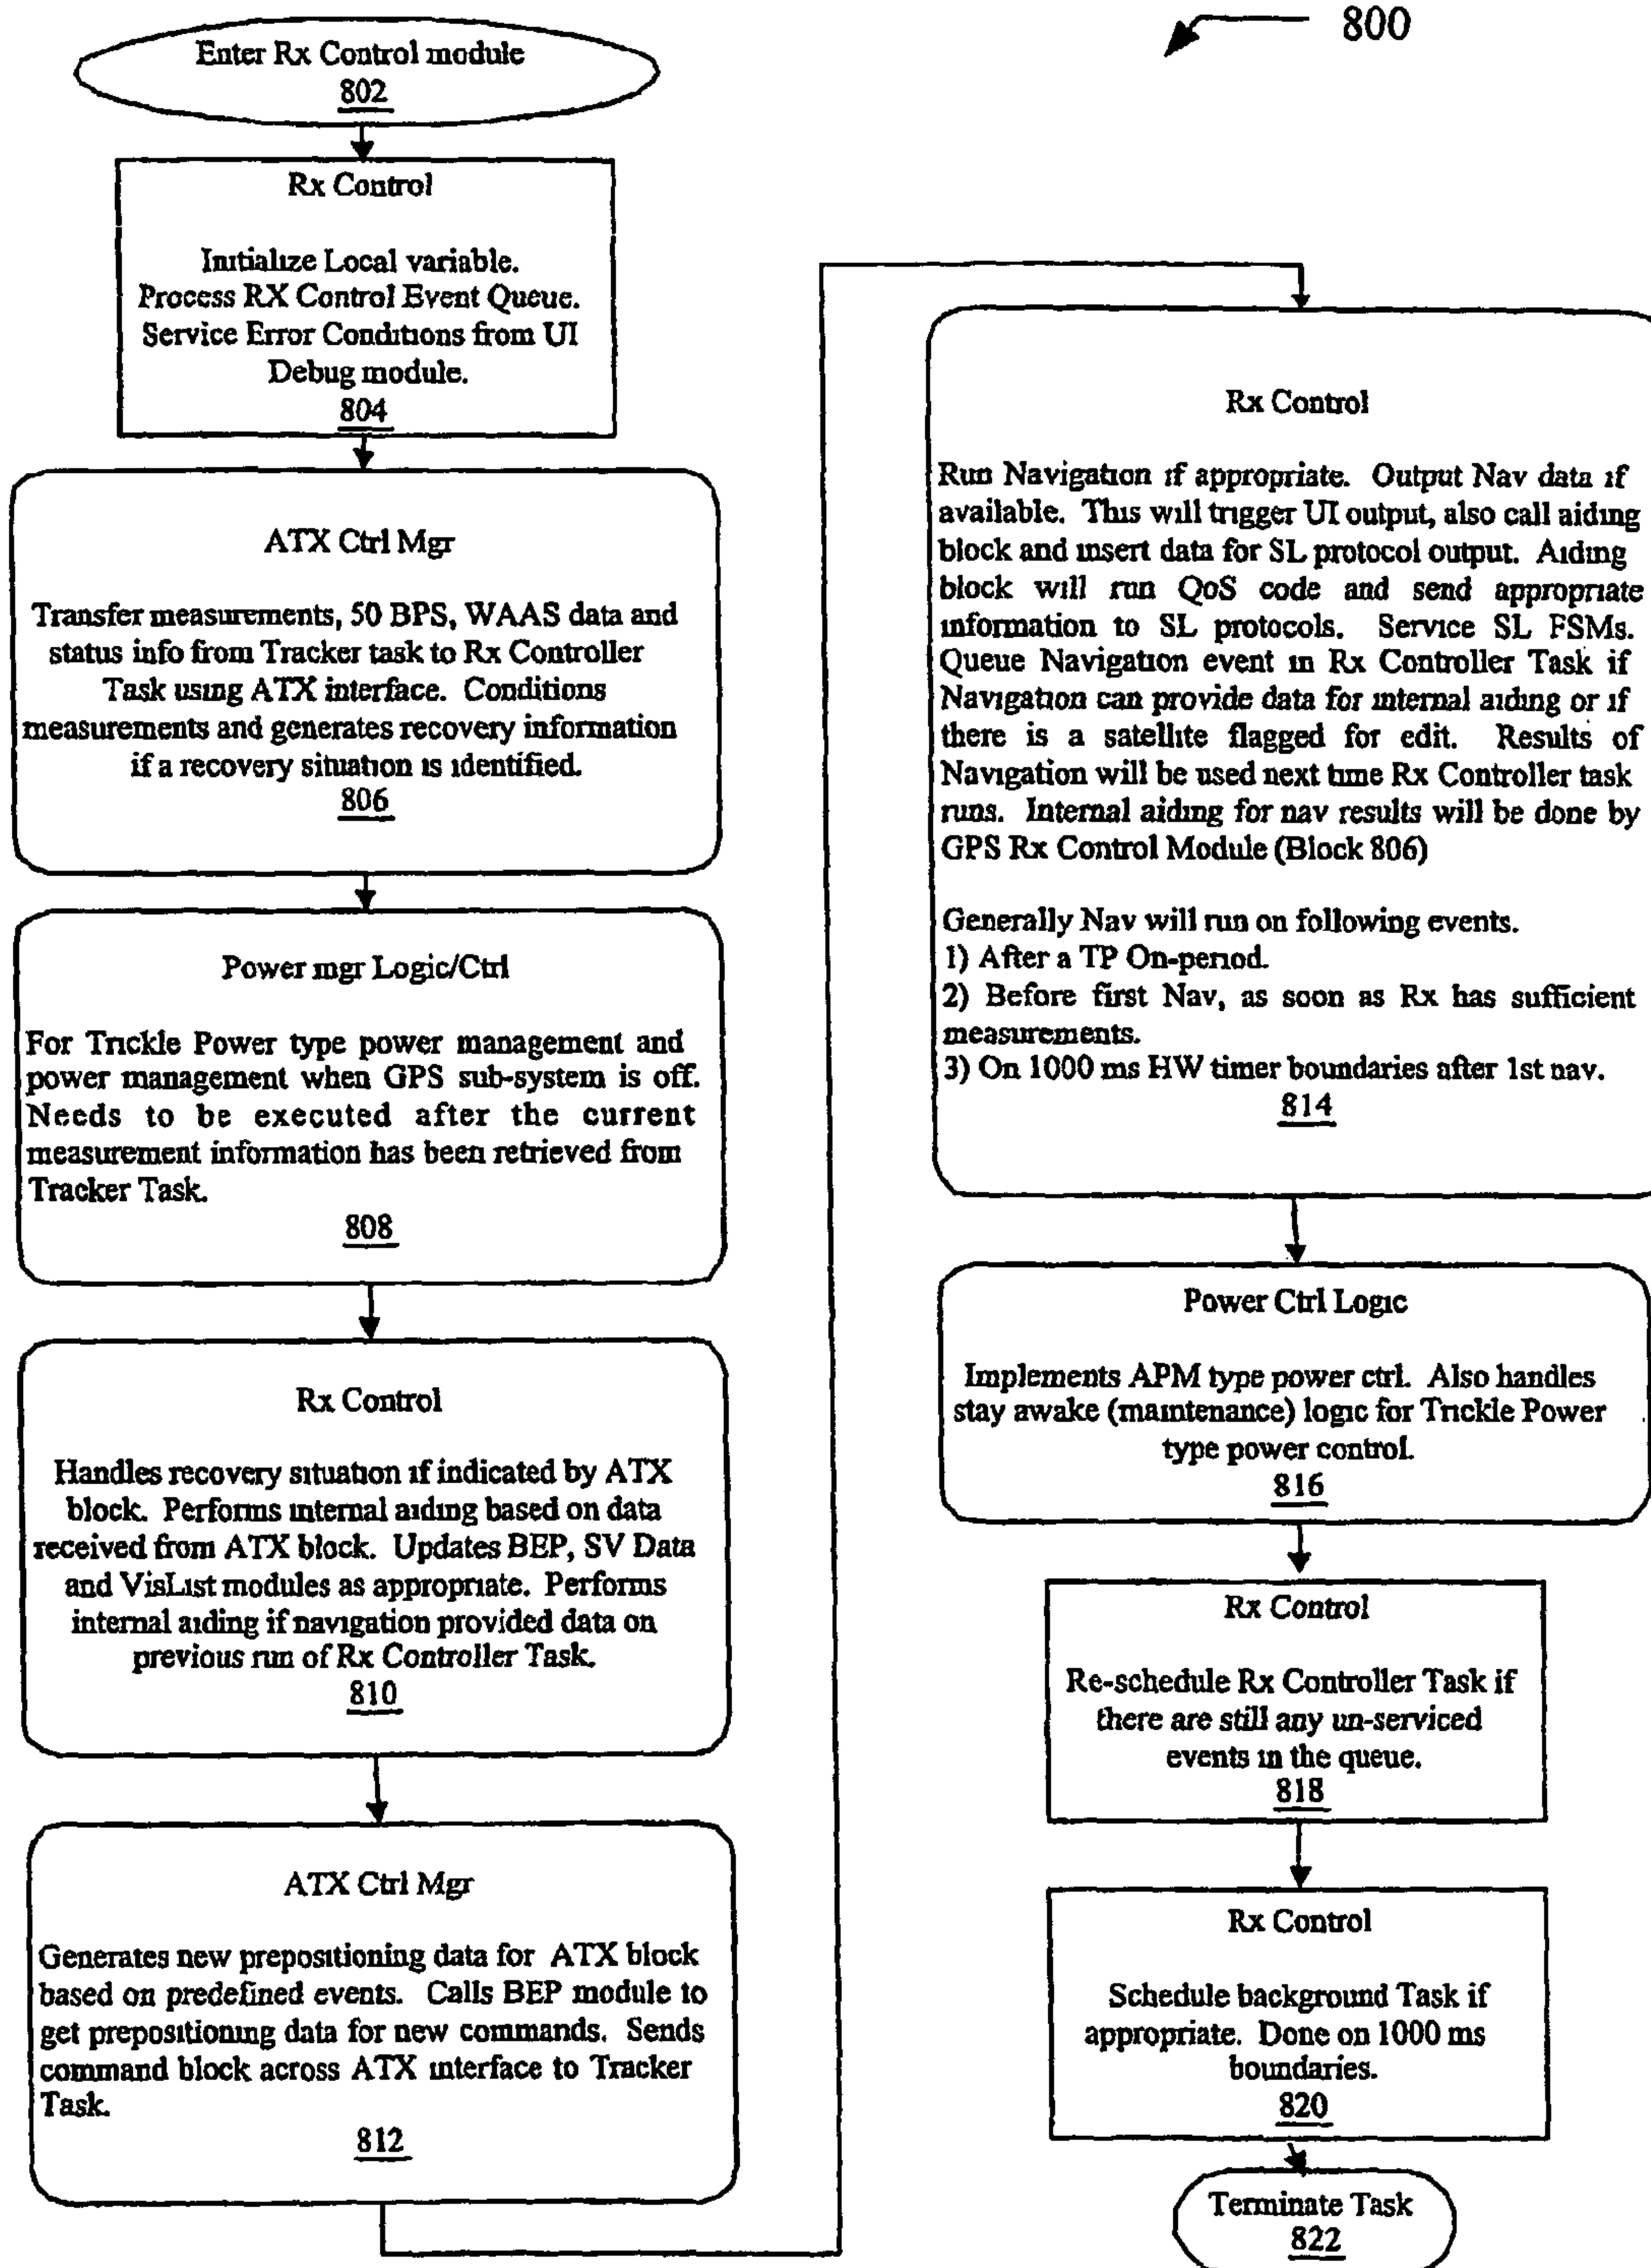 800
Enter Rx Control module
802
Rx Control
Initialize Local variable.
Process RX Control Event Queue.
Service Error Conditions from UI
Debug module.
804
ATX Ctrl Mgr
Transfer measurements, 50 BPS, WAAS data and
status info from Tracker task to Rx Controller
Task using ATX interface. Conditions
measurements and generates recovery information
if a recovery situation is identified.
806
Power mgr Logic/Ctrl
For Trickle Power type power management and
power management when GPS sub-system is off.
Needs to be executed after the current
measurement information has been retrieved from
Tracker Task.
808
Rx Control
Handles recovery situation if indicated by ATX
block. Performs internal aiding based on data
received from ATX block. Updates BEP, SV Data
and VisList modules as appropriate. Performs
internal aiding if navigation provided data on
previous run of Rx Controller Task.
810
ATX Ctrl Mgr
Generates new prepositioning data for ATX block
based on predefined events. Calls BEP module to
get prepositioning data for new commands. Sends
command block across ATX interface to Tracker
Task.
812
Rx Control
Run Navigation if appropriate. Output Nav data if
available. This will trigger UI output, also call aiding
block and insert data for SL protocol output. Aiding
block will run QoS code and send appropriate
information to SL protocols. Service SL FSMs.
Queue Navigation event in Rx Controller Task if
Navigation can provide data for internal aiding or if
there is a satellite flagged for edit. Results of
Navigation will be used next time Rx Controller task
runs. Internal aiding for nav results will be done by
GPS Rx Control Module (Block 806)
Generally Nav will run on following events.
1) After a TP On-period.
2) Before first Nav, as soon as Rx has sufficient
measurements.
3) On 1000 ms HW timer boundaries after 1st nav.
814
Power Ctrl Logic
Implements APM type power ctrl. Also handles
stay awake (maintenance) logic for Trickle Power
type power control.
816
Rx Control
Re-schedule Rx Controller Task if
there are still any un-serviced
events in the queue.
818
Rx Control
Schedule background Task if
appropriate. Done on 1000 ms
boundaries.
820
Terminate Task
822